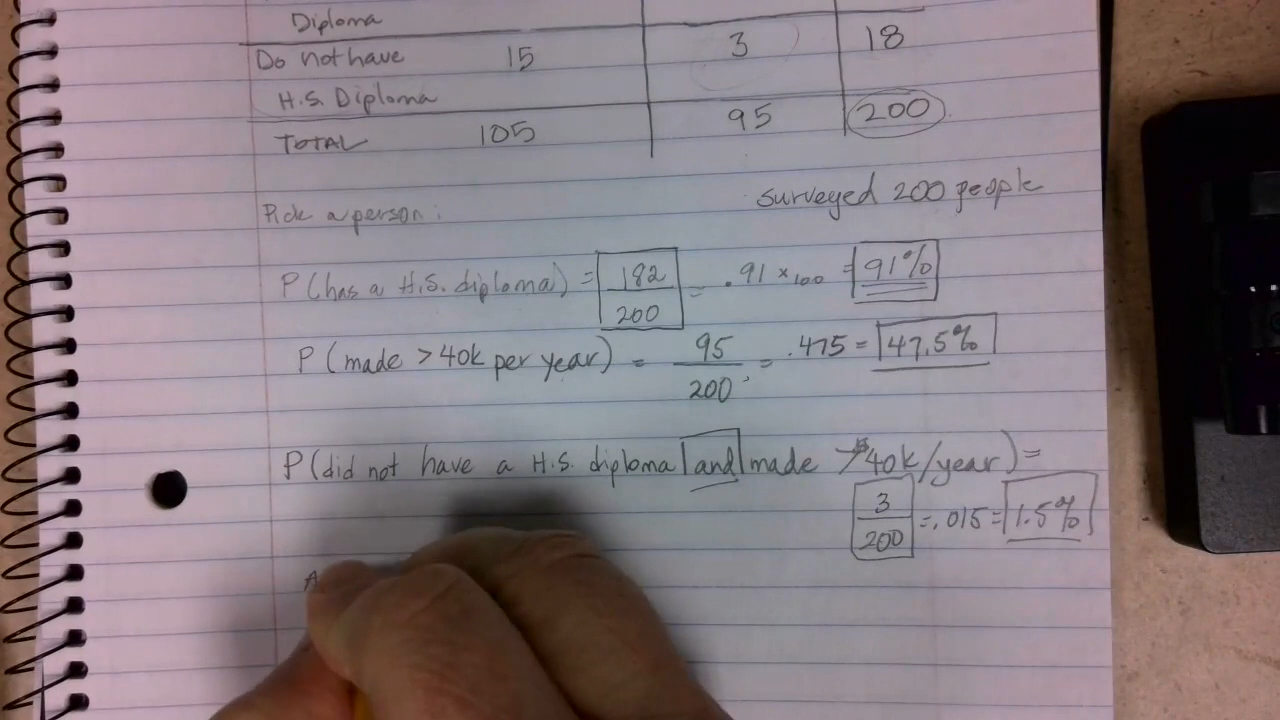 Diploma
Do not have 15 3 18
H.S. Diploma
TOTAL 105 95 200
surveyed 200 people
Pick a person:
P(has a H.S. diploma) = 182/200 = .91 × 100 = 91%
P(made >40k per year) = 95/200 = .475 = 47.5%
P(did not have a H.S. diploma and made >$40k/year) =
3/200 = .015 = 1.5%
A